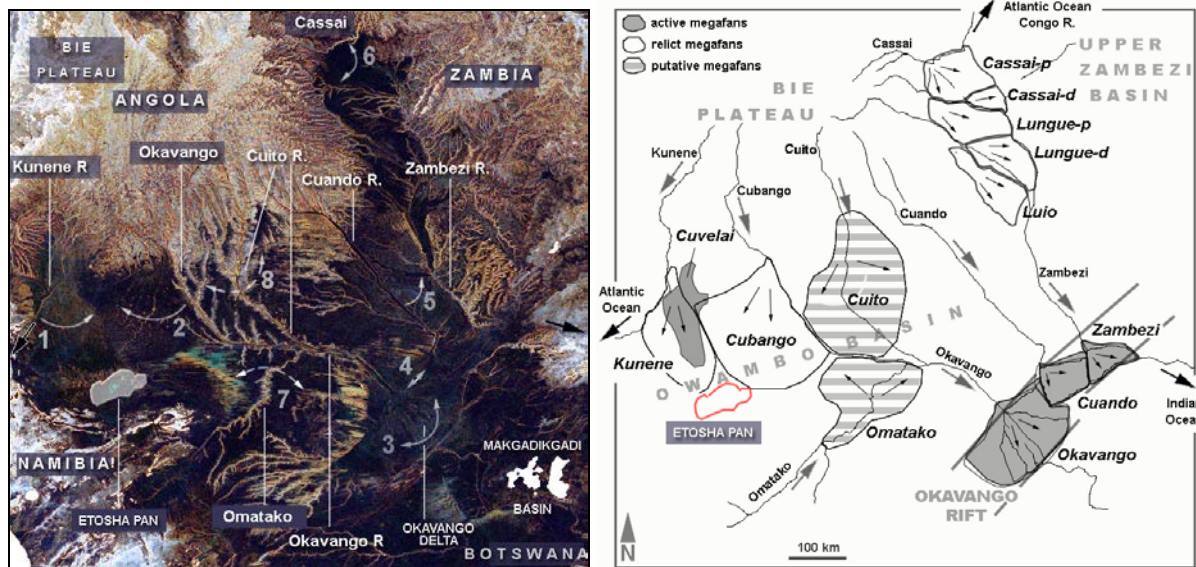 Cassai
6
BIE
PLATEAU
ZAMBIA
ANGOLA
Okavango
Cuito R.
Kunene R
Zambezi R.
Cuando R.
8
5
1
2
4
7
3
MAKGADIKGADI
NAMIBIA
BASIN
ETOSHA PAN
Omatako
OKAVANGO
DELTA
Okavango R
BOTSWANA
active megafans
relict megafans
putative megafans
Atlantic Ocean
Congo R.
Cassai
UPPER
ZAMBEZI
BASIN
Cassai-p
BIE
PLATEAU
Cassai-d
Lungue-p
Kunene
Cuito
Lungue-d
Cubango
Cuando
Luio
Cuvelai
Zambezi
Atlantic
Ocean
Cuito
Zambezi
Cubango
OWAMBO BASIN
Okavango
Kunene
Cuando
Indian
Ocea
ETOSHA PAN
Omatako
Okavango
Omatako
OKAVANGO
RIFT
N
100 km